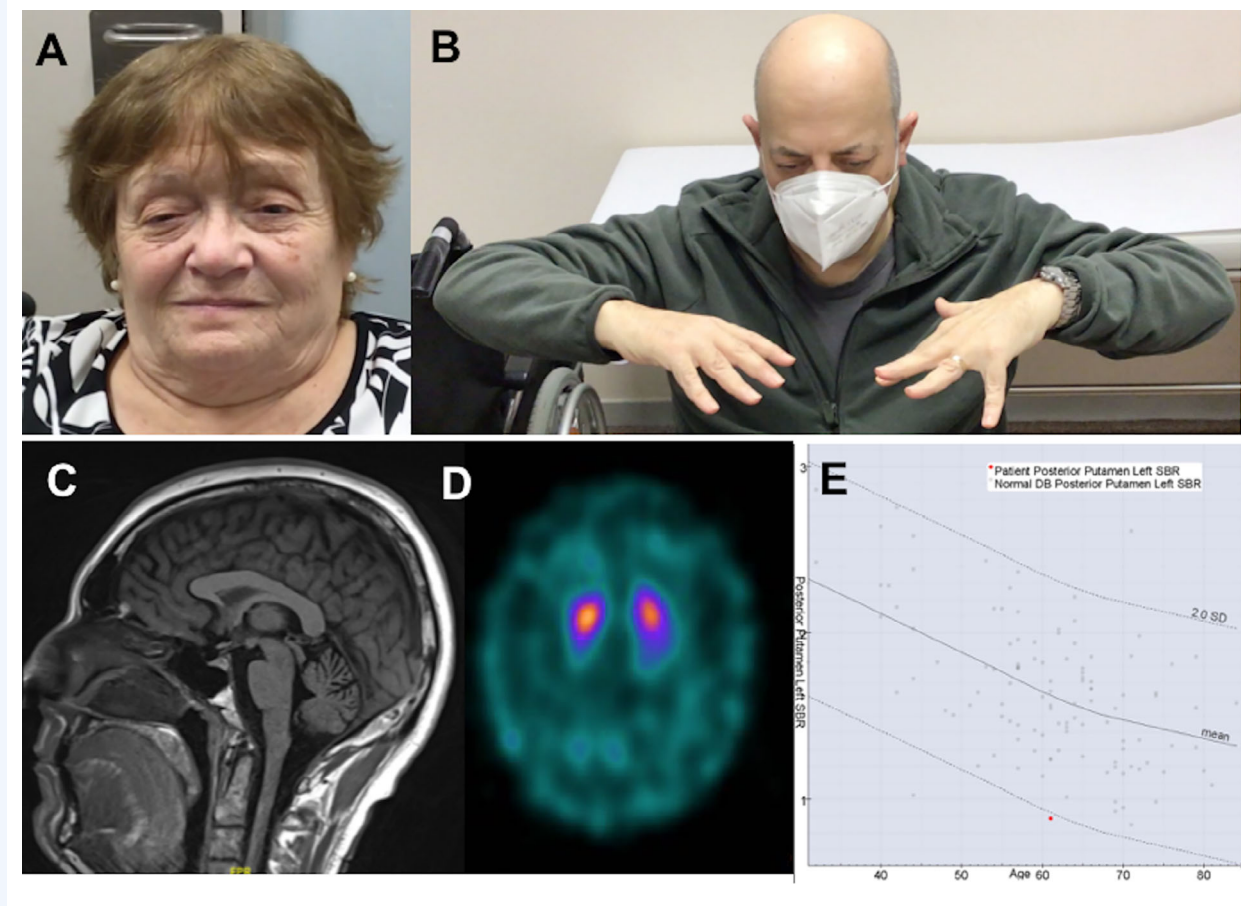 A
B
C
FPR
D
E
Patient Posterior Putamen Left SBR
Normal DB Posterior Putamen Left SBR
3
2.0 SD
Posterior Putamen Left SBR
mean
1
40
50
Age
60
70
80